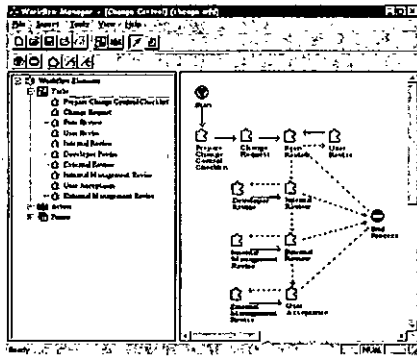 Workflow Manager - [Change Control] (change.wfd)
File Insert Tools View Help
Workflow Elements
Tasks
Prepare Change Control Checklist
Change Request
Peer Review
User Review
Internal Review
Developer Review
External Review
Internal Management Review
User Acceptance
External Management Review
Actors
Forms
Start
Prepare
Change
Control
Checklist
Change
Request
Peer
Review
User
Review
Developer
Review
Internal
Review
End
Process
Internal
Management
Review
External
Review
External
Management
Review
User
Acceptance
Ready
NUM